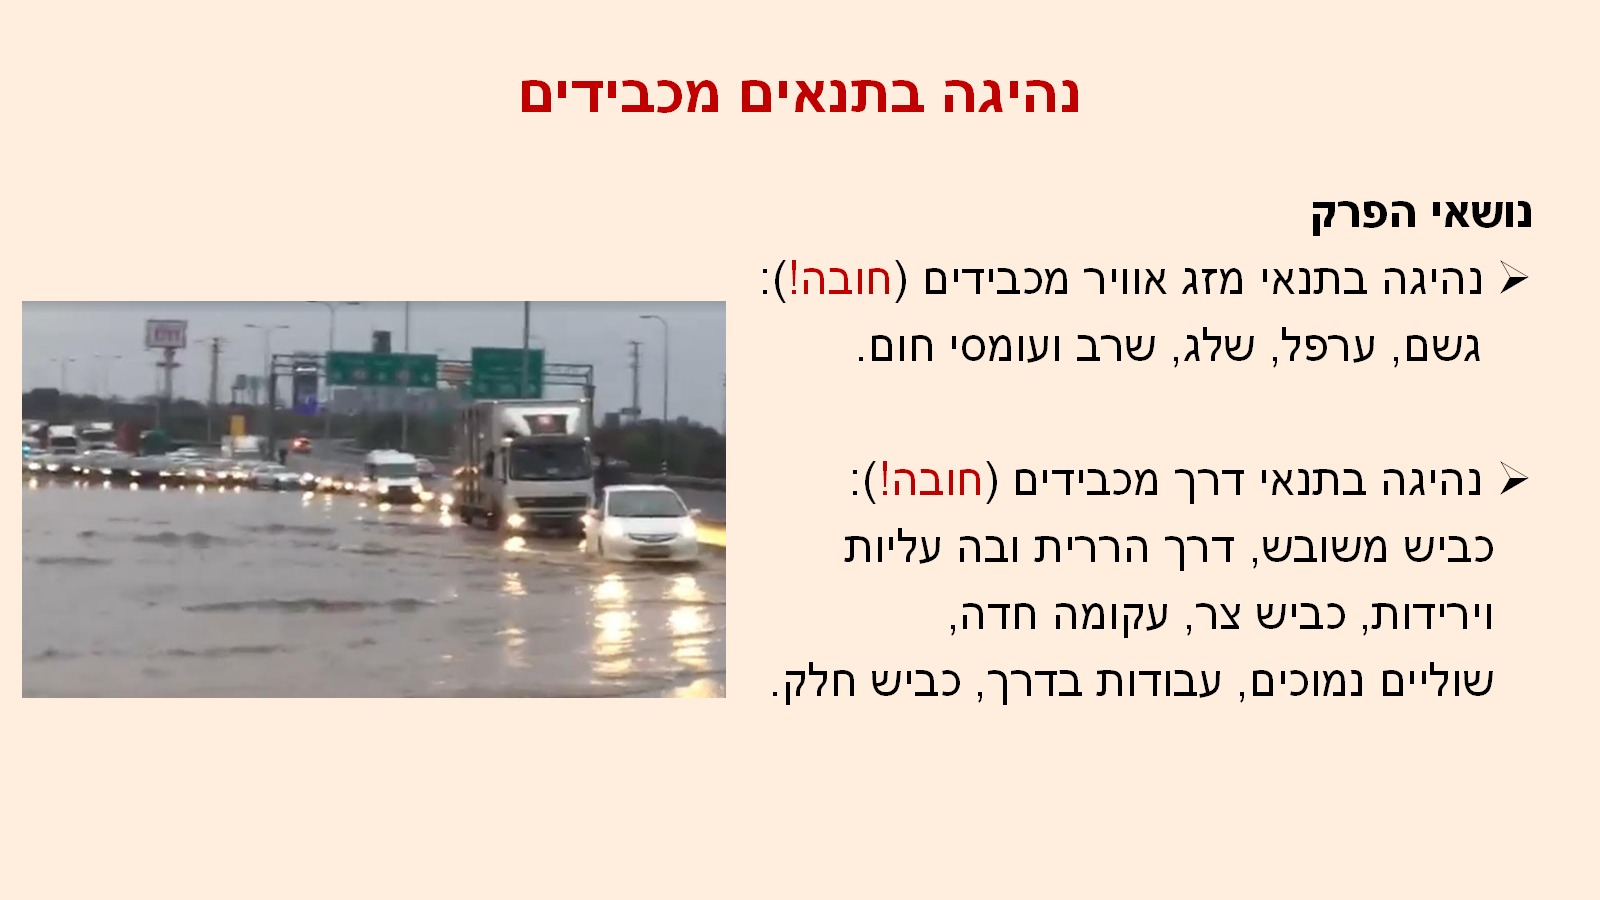 נהיגה בתנאים מכבידים
נושאי הפרק
➢ נהיגה בתנאי מזג אוויר מכבידים (חובה!):
גשם, ערפל, שלג, שרב ועומסי חום.
➢ נהיגה בתנאי דרך מכבידים (חובה!):
כביש משובש, דרך הררית ובה עליות
וירידות, כביש צר, עקומה חדה,
שוליים נמוכים, עבודות בדרך, כביש חלק.